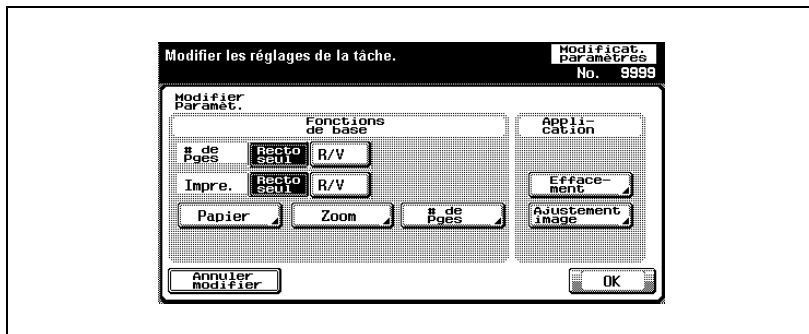 Modifier les réglages de la tâche.
Modificat.
paramètres
No. 9999
Modifier
Paramèt.
Fonctions
de base
Appli-
cation
# de
Pges
Recto
seul
R/V
Impre.
Recto
seul
R/V
Efface-
ment
Papier
Zoom
# de
Pges
Ajustement
image
Annuler
modifier
OK